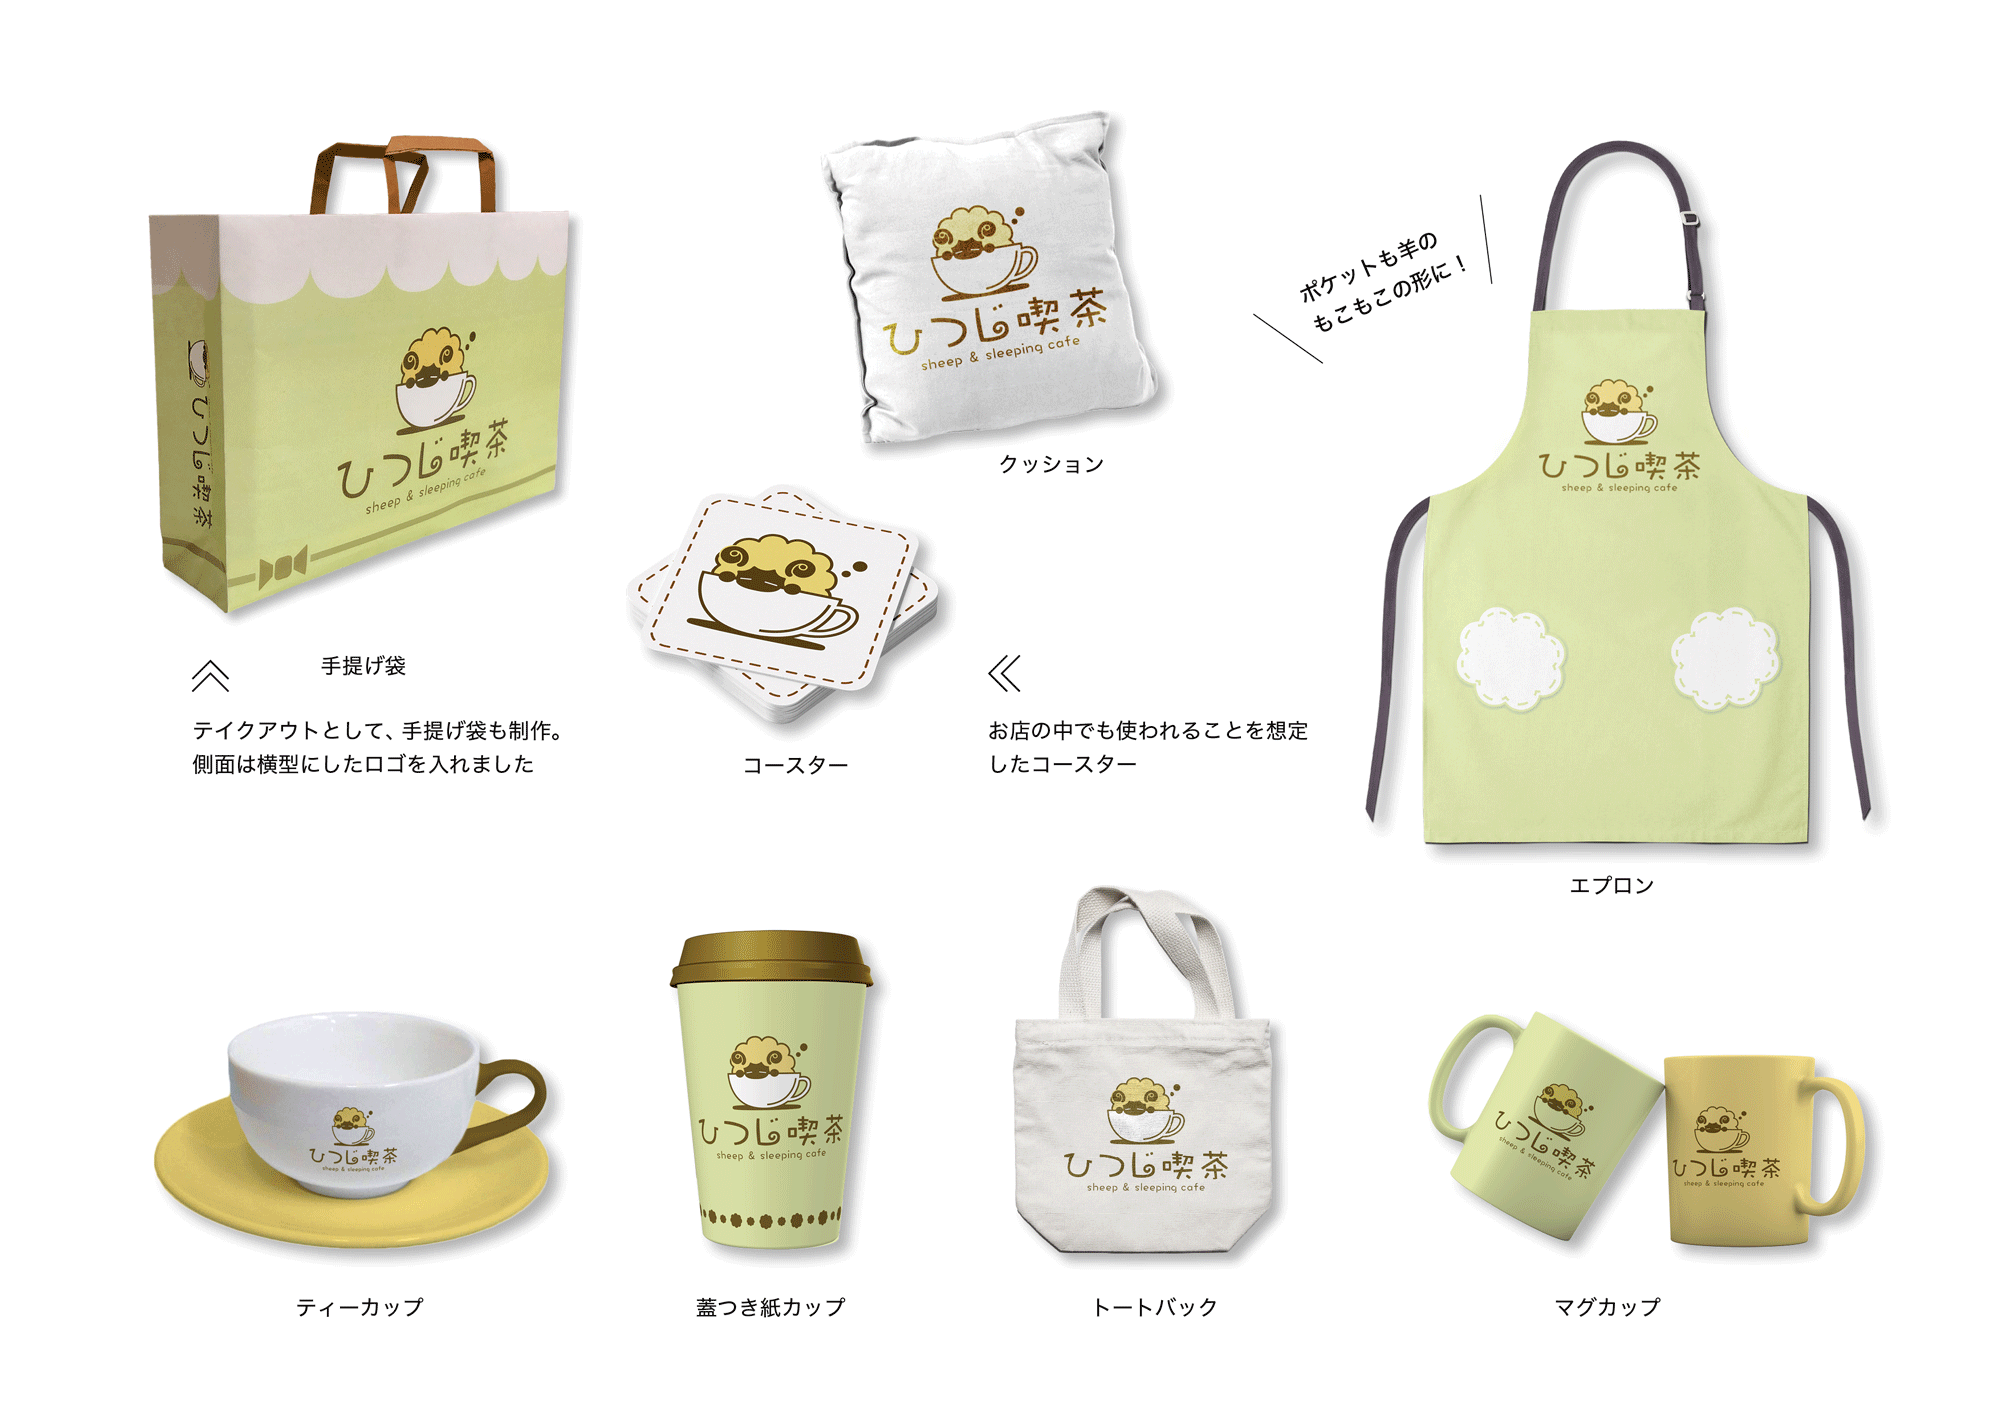 ひつじ喫茶
sheep & sleeping cafe
ひつじ喫茶
手提げ袋
テイクアウトとして、手提げ袋も制作。
側面は横型にしたロゴを入れました
ひつじ喫茶
sheep & sleeping cafe
クッション
コースター
お店の中でも使われることを想定
したコースター
ポケットも羊の
もこもこの形に！
ひつじ喫茶
sheep & sleeping cafe
エプロン
ひつじ喫茶
sheep & sleeping cafe
ティーカップ
ひつじ喫茶
sheep & sleeping cafe
蓋つき紙カップ
ひつじ喫茶
sheep & sleeping cafe
トートバック
ひつじ喫茶
sheep & sleeping cafe
ひつじ喫茶
sheep & sleeping cafe
マグカップ